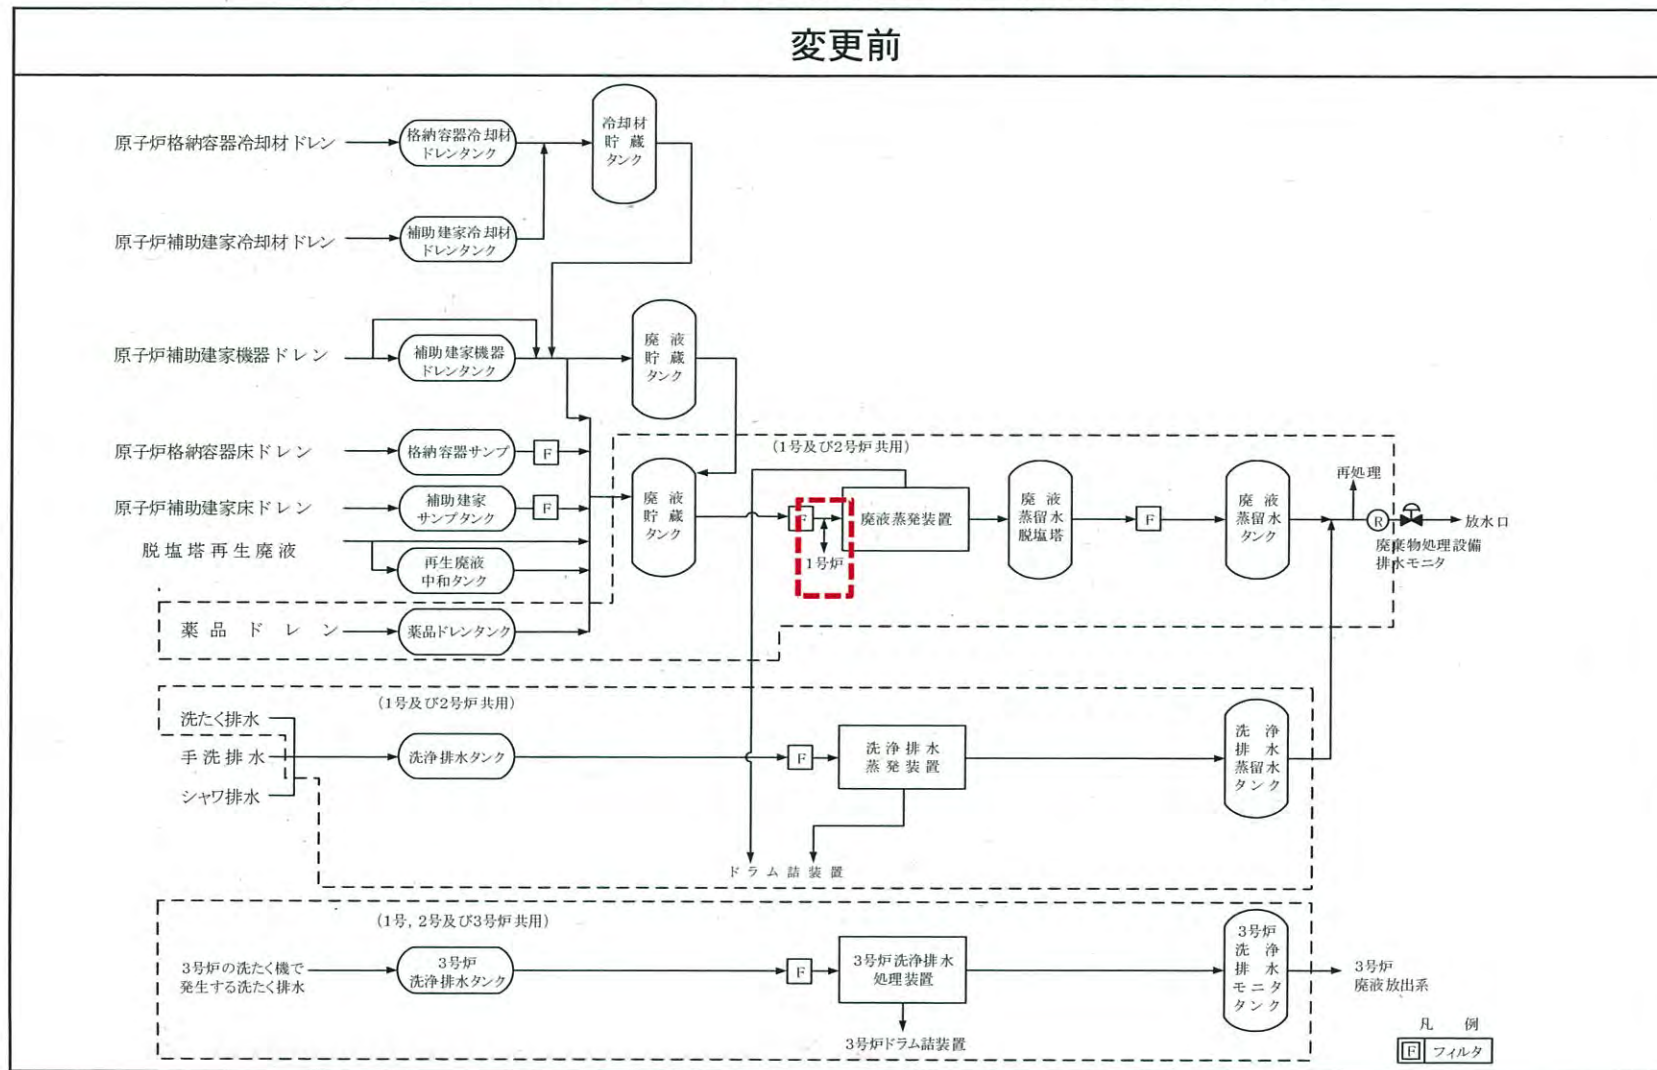 変更前
原子炉格納容器冷却材ドレン
格納容器冷却材
ドレンタンク
冷却材
貯蔵
タンク
原子炉補助建家冷却材ドレン
補助建家冷却材
ドレンタンク
原子炉補助建家機器ドレン
補助建家機器
ドレンタンク
廃液
貯蔵
タンク
原子炉格納容器床ドレン
格納容器サンプ
F
(1号及び2号炉共用)
原子炉補助建家床ドレン
補助建家
サンプタンク
F
脱塩塔再生廃液
再生廃液
中和タンク
薬品ドレン
薬品ドレンタンク
廃液
貯蔵
タンク
F
1号炉
廃液蒸発装置
廃液
蒸留水
脱塩塔
F
廃液
蒸留水
タンク
再処理
R
放水口
廃棄物処理設備
排水モニタ
(1号及び2号炉共用)
洗たく排水
手洗排水
シャワ排水
洗浄排水タンク
F
洗浄排水
蒸発装置
洗浄
排水
蒸留水
タンク
ドラム詰装置
(1号,2号及び3号炉共用)
3号炉の洗たく機で
発生する洗たく排水
3号炉
洗浄排水タンク
F
3号炉洗浄排水
処理装置
3号炉
洗浄
排水
モニタ
タンク
3号炉
廃液放出系
3号炉ドラム詰装置
凡例
F フィルタ